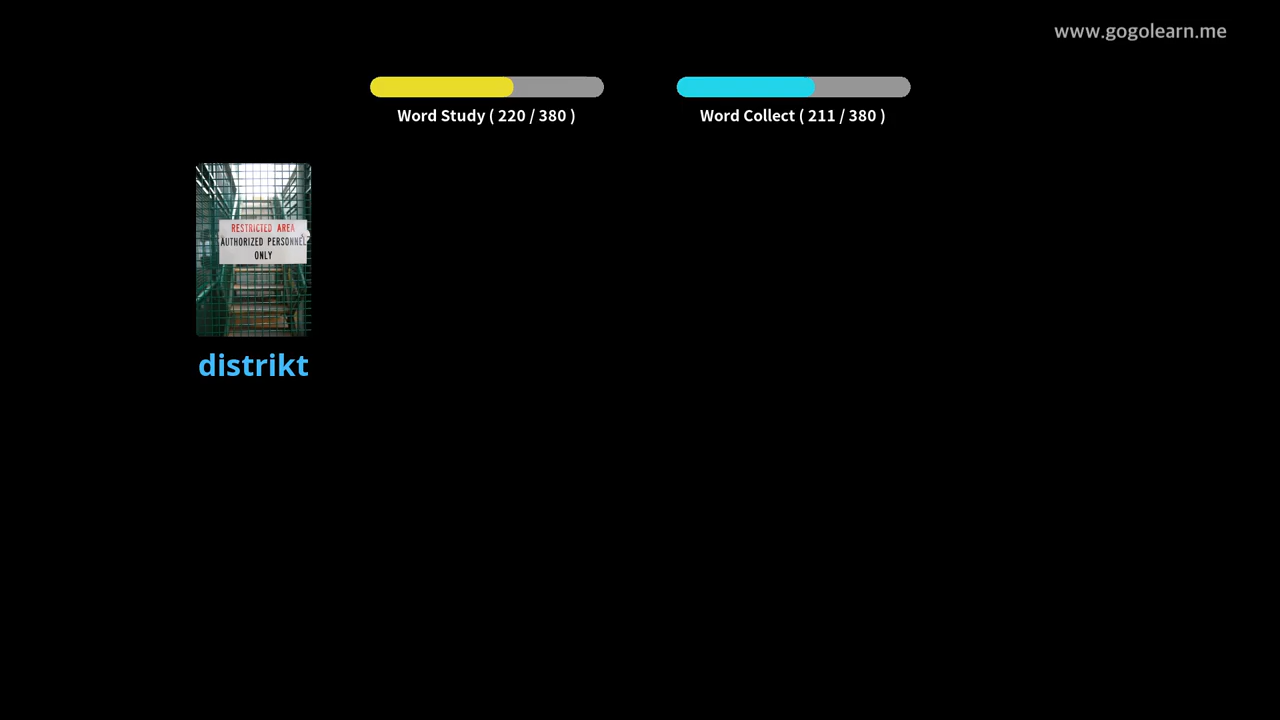 www.gogolearn.me
Word Study ( 220 / 380 )
Word Collect ( 211 / 380 )
RESTRICTED AREA
AUTHORIZED PERSONNEL
ONLY
distrikt